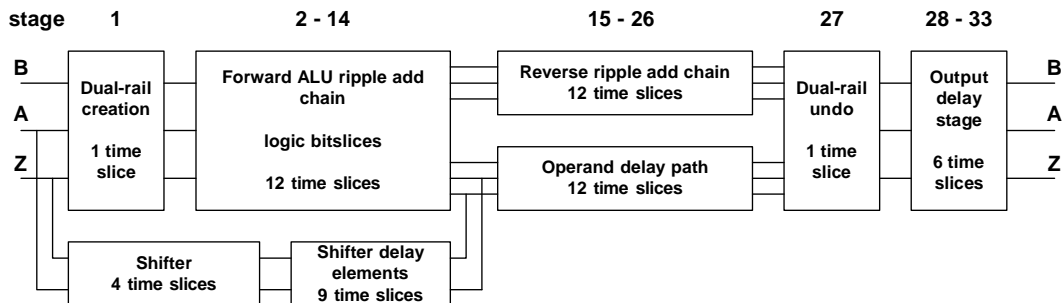 stage 1 2 - 14 15 - 26 27 28 - 33
B
A
Z
Dual-rail
creation
1 time
slice
Forward ALU ripple add
chain
logic bitslices
12 time slices
Reverse ripple add chain
12 time slices
Operand delay path
12 time slices
Dual-rail
undo
1 time
slice
Output
delay
stage
6 time
slices
B
A
Z
Shifter
4 time slices
Shifter delay
elements
9 time slices